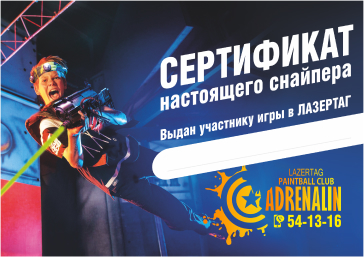 СЕРТИФИКАТ
настоящего снайпера
Выдан участнику игры в ЛАЗЕРТАГ
LAZERTAG
PAINTBALL CLUB
ADRENALIN
54-13-16